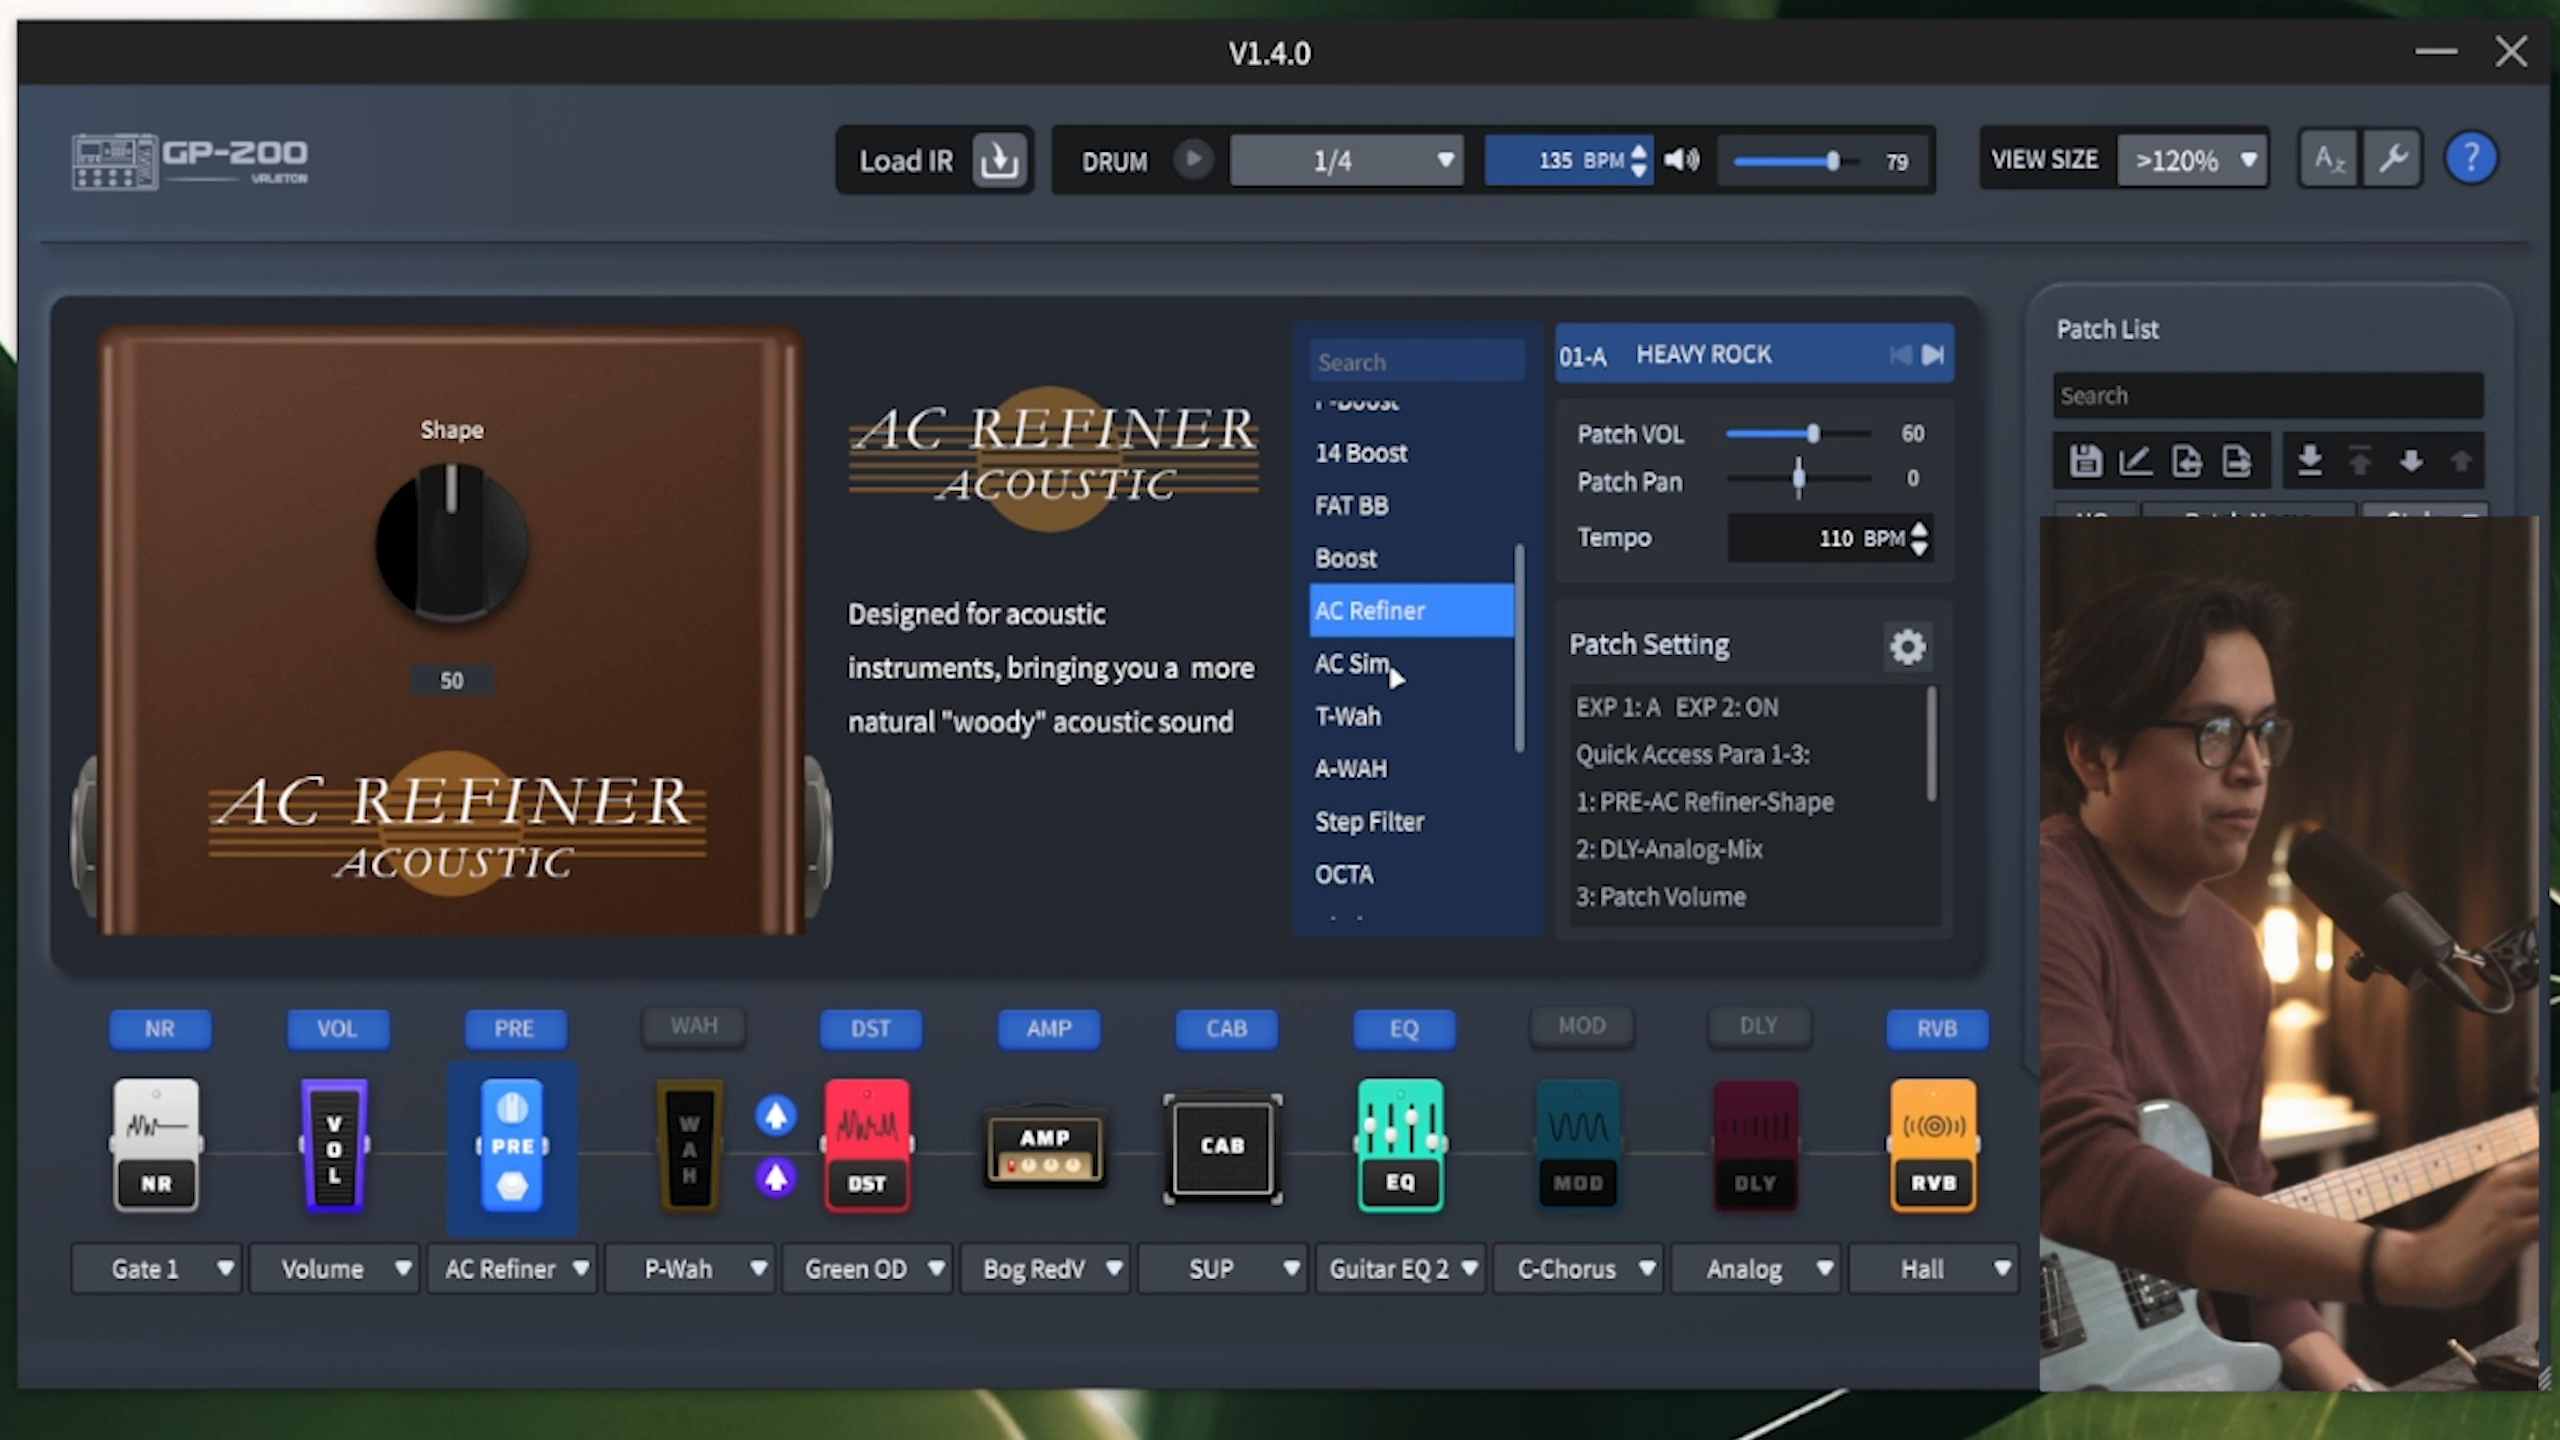 V1.4.0
GP-200
VALETON
Load IR
DRUM
1/4
135 BPM
79
VIEW SIZE
>120%
?
Shape
50
AC REFINER
ACOUSTIC
AC REFINER
ACOUSTIC
Designed for acoustic
instruments, bringing you a more
natural "woody" acoustic sound
Search
14 Boost
FAT BB
Boost
AC Refiner
AC Sim
T-Wah
A-WAH
Step Filter
OCTA
01-A HEAVY ROCK
Patch VOL 60
Patch Pan 0
Tempo 110 BPM
Patch Setting
EXP 1: A EXP 2: ON
Quick Access Para 1-3:
1: PRE-AC Refiner-Shape
2: DLY-Analog-Mix
3: Patch Volume
Patch List
Search
NR VOL PRE WAH DST AMP CAB EQ MOD DLY RVB
NR VOL PRE WAH DST AMP CAB EQ MOD DLY RVB
Gate 1 Volume AC Refiner P-Wah Green OD Bog RedV SUP Guitar EQ 2 C-Chorus Analog Hall